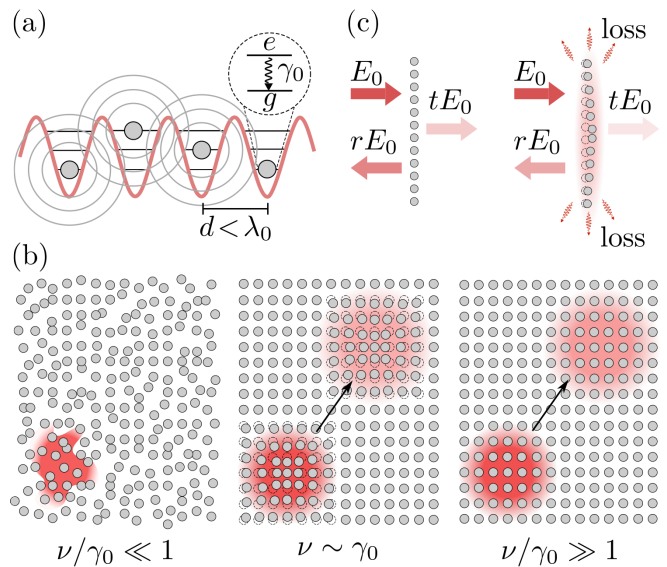 (a)
e
γ₀
g
d < λ₀
(c)
E₀
tE₀
rE₀
loss
E₀
tE₀
rE₀
loss
(b)
ν/γ₀ ≪ 1
ν ∼ γ₀
ν/γ₀ ≫ 1